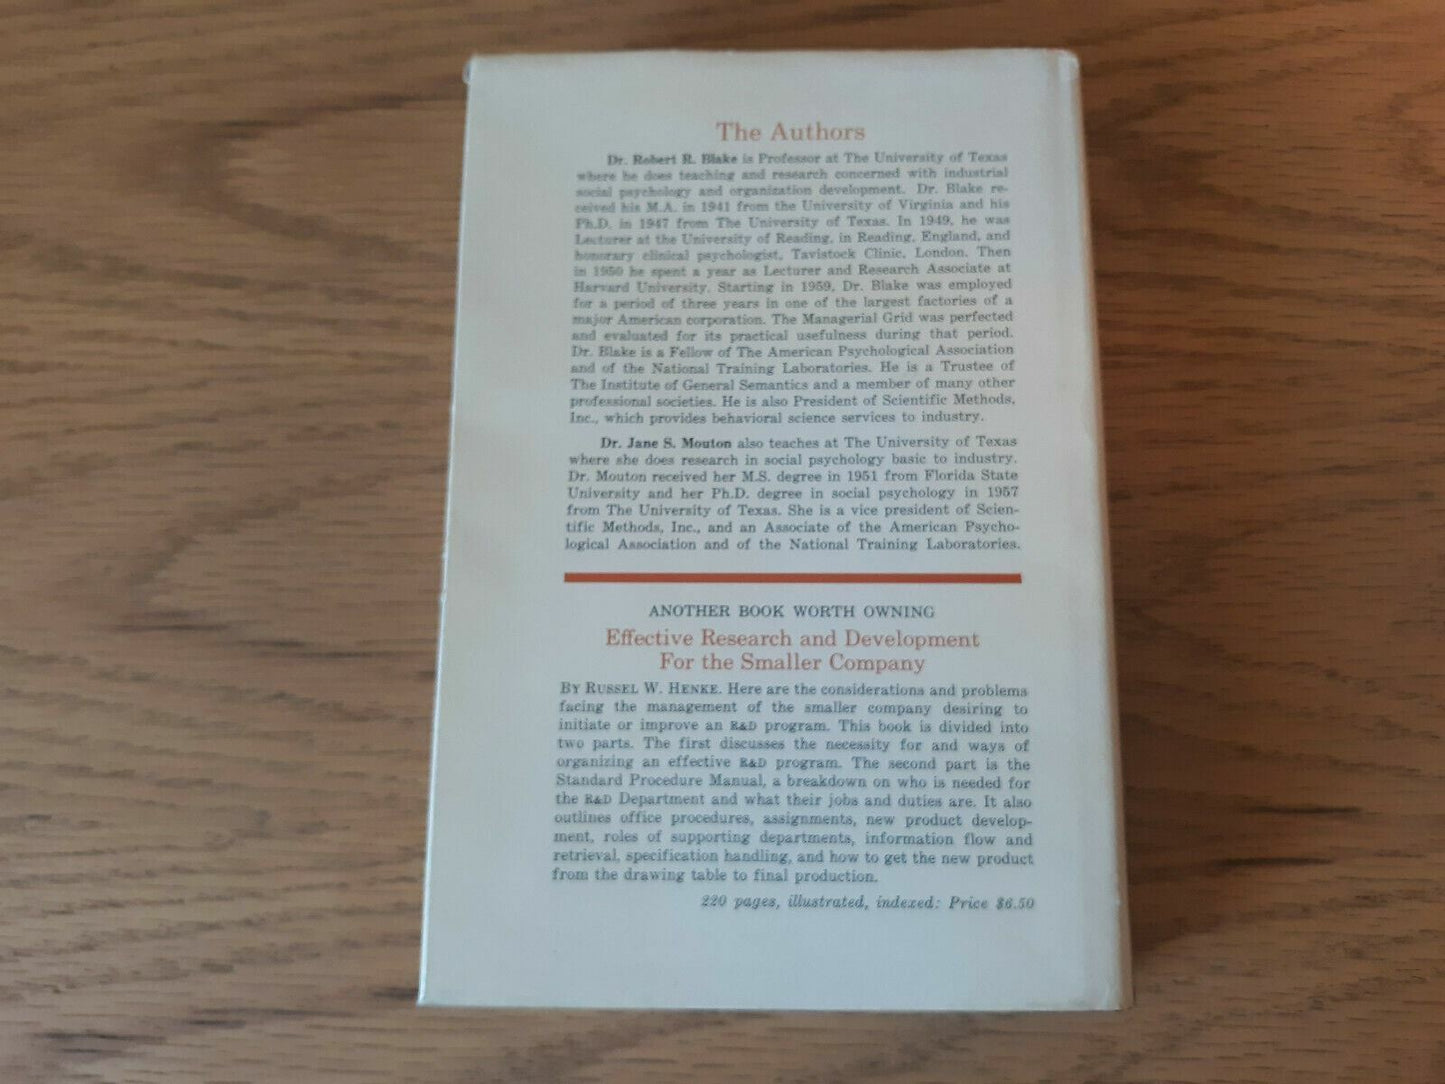 The Authors
Dr. Robert R. Blake is Professor at The University of Texas
where he does teaching and research concerned with industrial
social psychology and organization development. Dr. Blake re-
ceived his M.A. in 1941 from the University of Virginia and his
Ph.D. in 1947 from The University of Texas. In 1949, he was
Lecturer at the University of Reading, in Reading, England, and
honorary clinical psychologist, Tavistock Clinic, London. Then
in 1950 he spent a year as Lecturer and Research Associate at
Harvard University. Starting in 1959, Dr. Blake was employed
for a period of three years in one of the largest factories of a
major American corporation. The Managerial Grid was perfected
and evaluated for its practical usefulness during that period.
Dr. Blake is a Fellow of The American Psychological Association
and of the National Training Laboratories. He is a Trustee of
The Institute of General Semantics and a member of many other
professional societies. He is also President of Scientific Methods,
Inc., which provides behavioral science services to industry.
Dr. Jane S. Mouton also teaches at The University of Texas
where she does research in social psychology basic to industry.
Dr. Mouton received her M.S. degree in 1951 from Florida State
University and her Ph.D. degree in social psychology in 1957
from The University of Texas. She is a vice president of Scien-
tific Methods, Inc., and an Associate of the American Psycho-
logical Association and of the National Training Laboratories.
ANOTHER BOOK WORTH OWNING
Effective Research and Development
For the Smaller Company
BY RUSSEL W. HENKE. Here are the considerations and problems
facing the management of the smaller company desiring to
initiate or improve an R&D program. This book is divided into
two parts. The first discusses the necessity for and ways of
organizing an effective R&D program. The second part is the
Standard Procedure Manual, a breakdown on who is needed for
the R&D Department and what their jobs and duties are. It also
outlines office procedures, assignments, new product develop-
ment, roles of supporting departments, information flow and
retrieval, specification handling, and how to get the new product
from the drawing table to final production.
220 pages, illustrated, indexed: Price $6.50